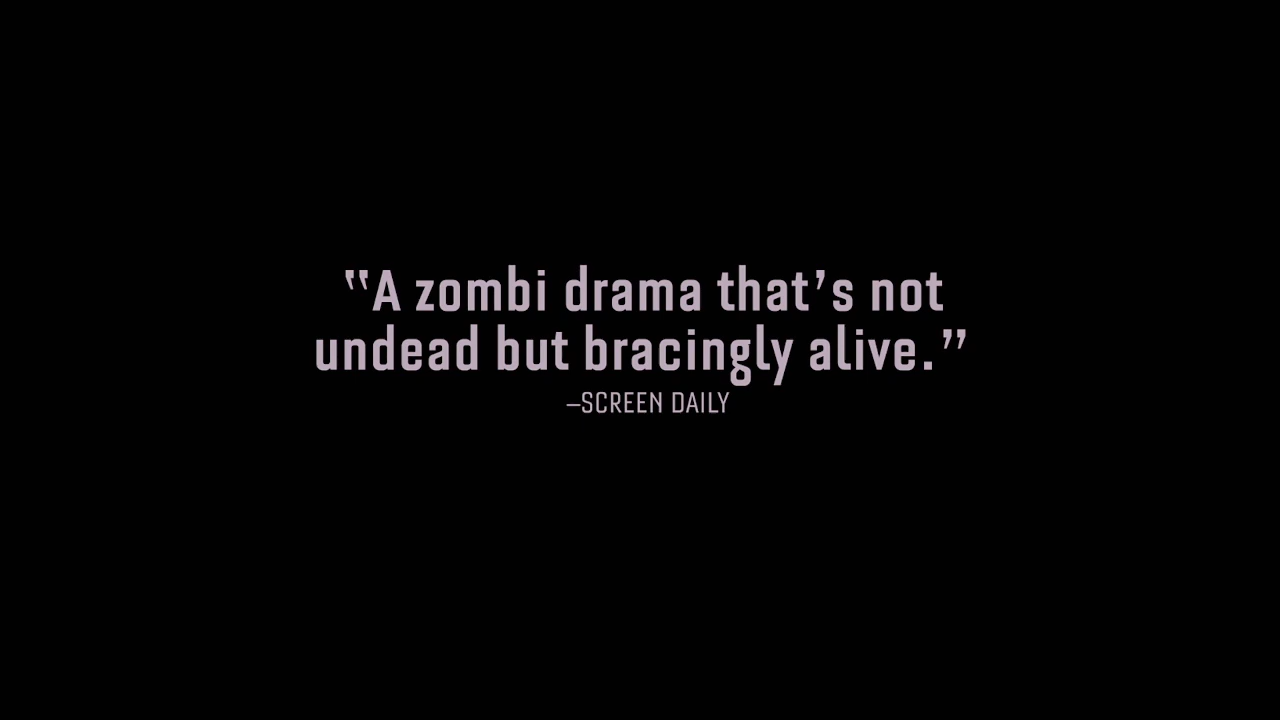 “A zombi drama that’s not
undead but bracingly alive.”
–SCREEN DAILY